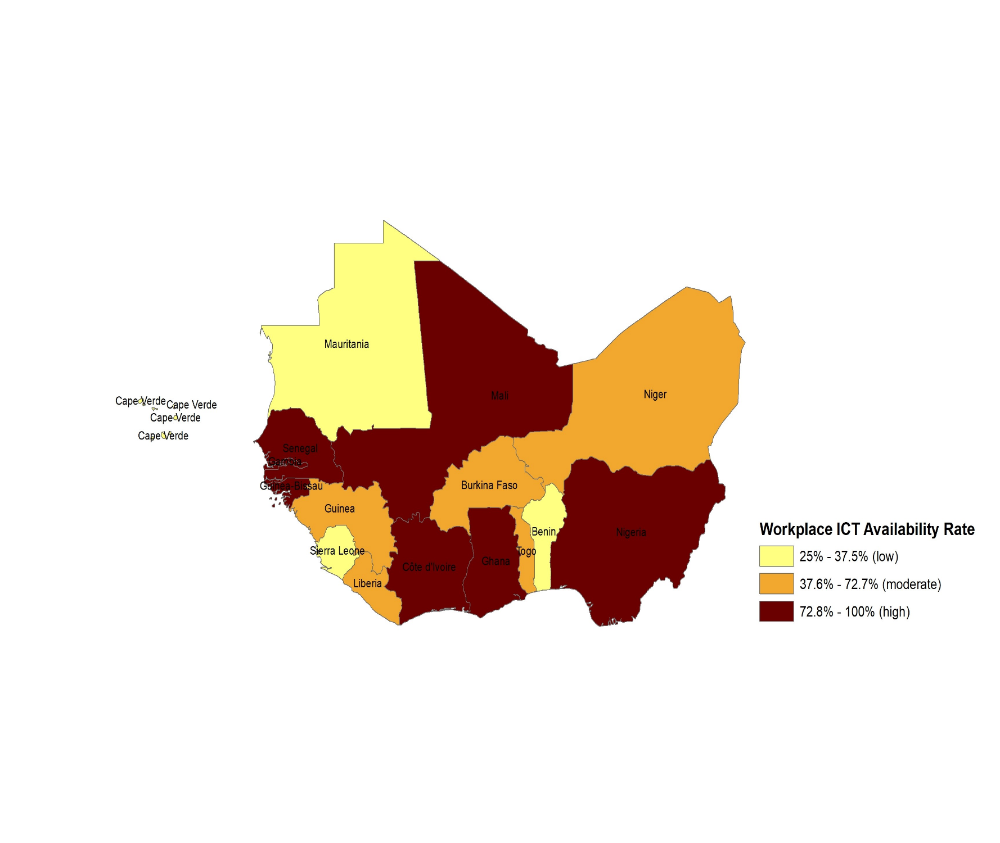 Mauritania
Mali
Niger
Cape Verde
Cape Verde
Cape Verde
Cape Verde
Senegal
Gambia
Guinea-Bissau
Burkina Faso
Guinea
Benin
Nigeria
Sierra Leone
Togo
Ghana
Côte d'Ivoire
Liberia
Workplace ICT Availability Rate
25% - 37.5% (low)
37.6% - 72.7% (moderate)
72.8% - 100% (high)